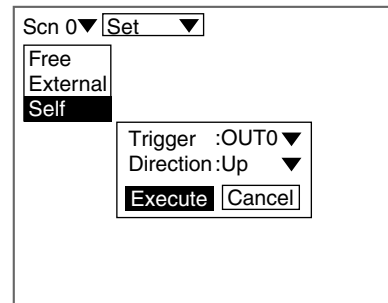 Scn 0▼ Set ▼
Free
External
Self
Trigger :OUT0▼
Direction:Up ▼
Execute Cancel